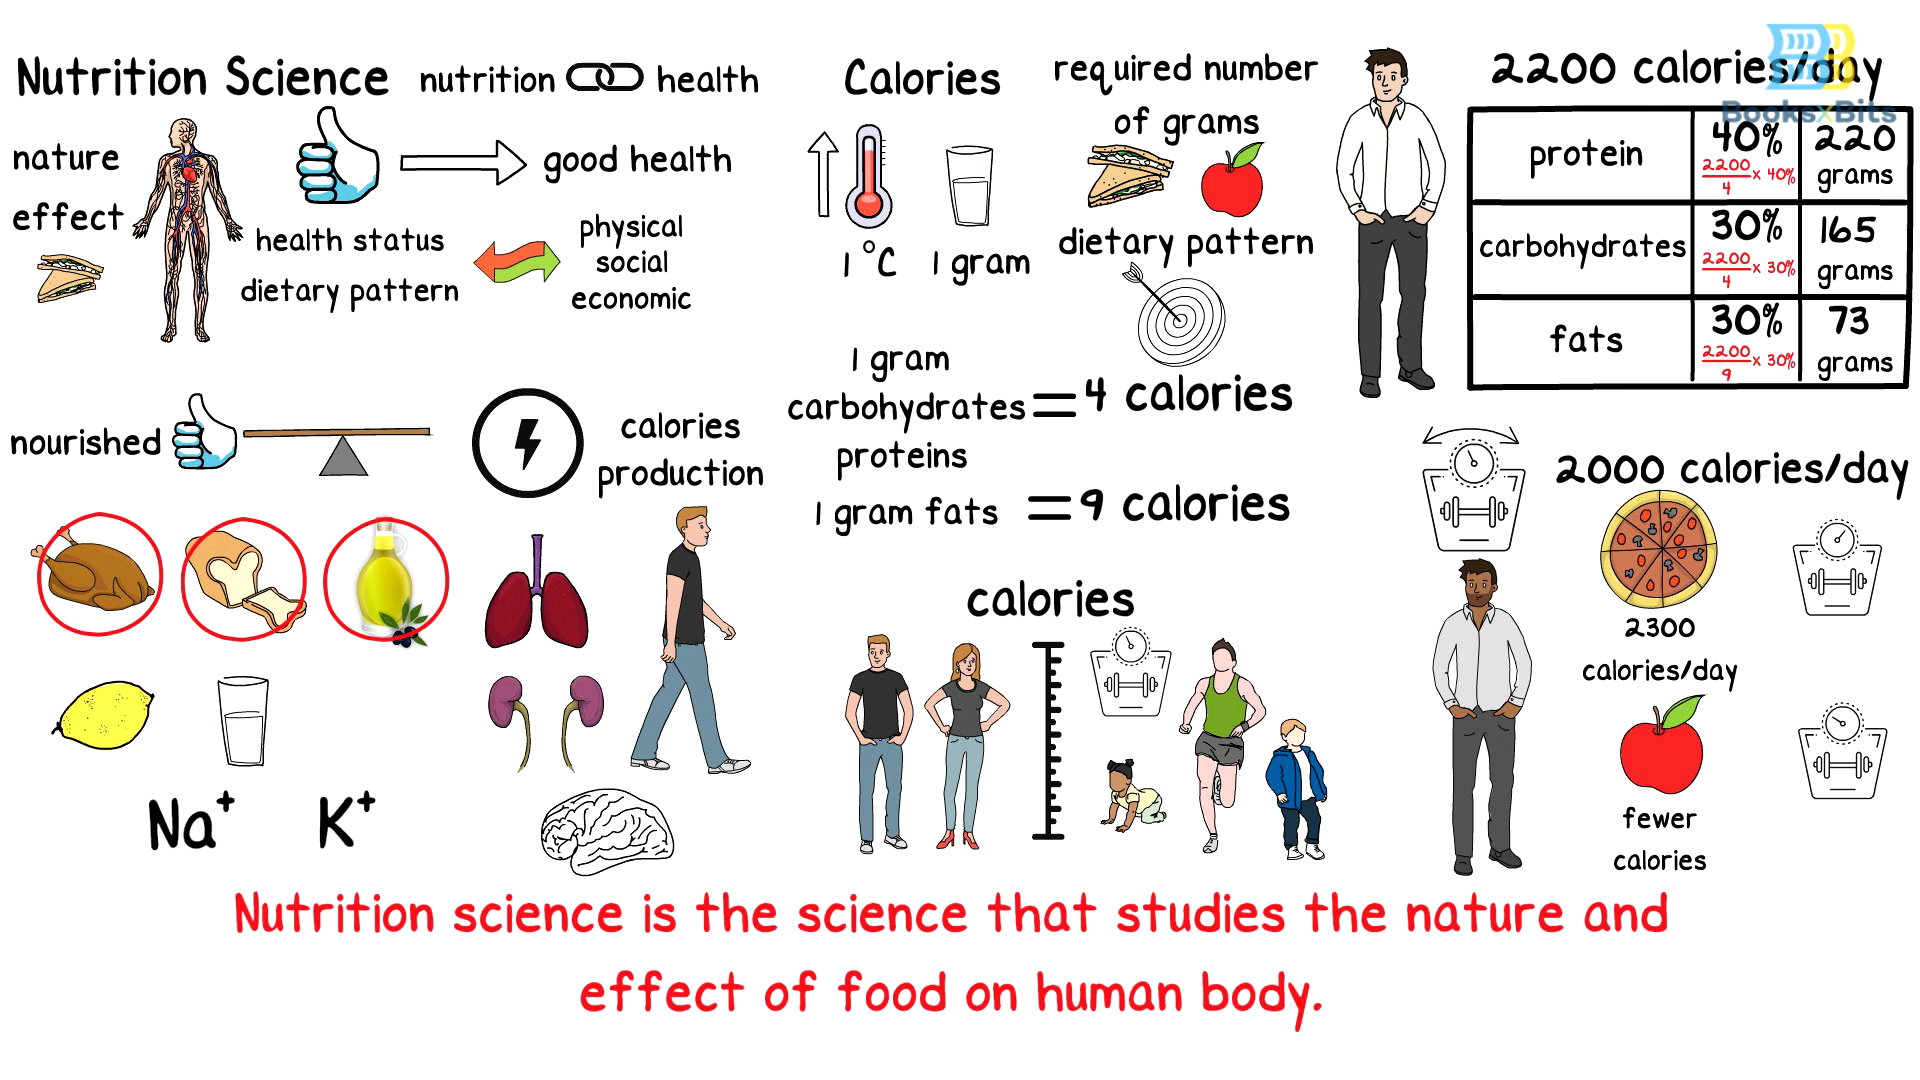 Nutrition Science
nutrition health
nature
effect
good health
health status
dietary pattern
physical
social
economic
nourished
calories
production
Na+ K+
Calories
1 °C 1 gram
required number
of grams
dietary pattern
1 gram
carbohydrates
proteins
= 4 calories
1 gram fats = 9 calories
calories
2200 calories/day
BooksxBits
protein 40% 2200/4 x 40% 220 grams
carbohydrates 30% 2200/4 x 30% 165 grams
fats 30% 2200/9 x 30% 73 grams
2000 calories/day
2300
calories/day
fewer
calories
Nutrition science is the science that studies the nature and
effect of food on human body.